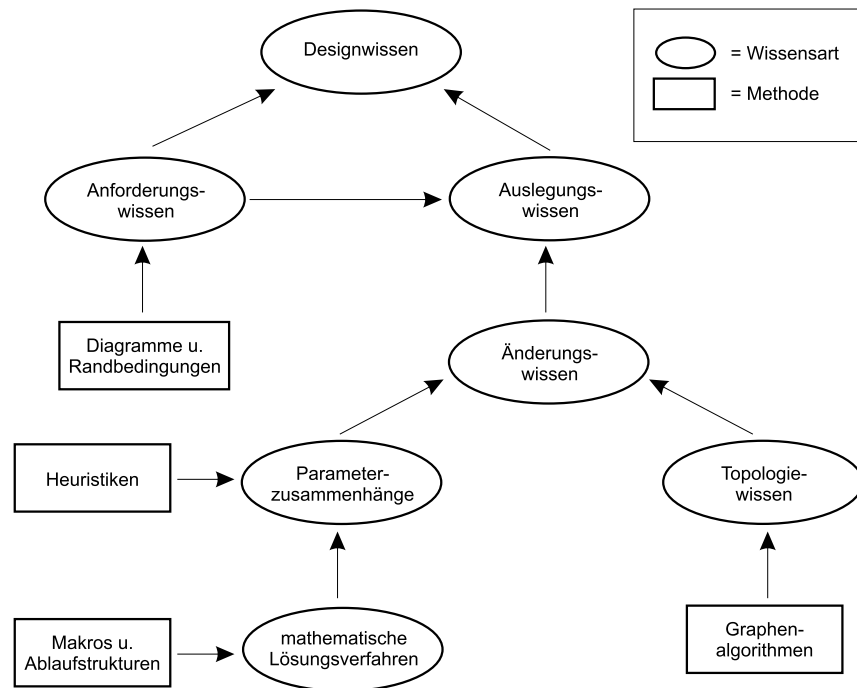 Designwissen
= Wissensart
= Methode
Anforderungs-
wissen
Auslegungs-
wissen
Diagramme u.
Randbedingungen
Änderungs-
wissen
Heuristiken
Parameter-
zusammenhänge
Topologie-
wissen
Makros u.
Ablaufstrukturen
mathematische
Lösungsverfahren
Graphen-
algorithmen